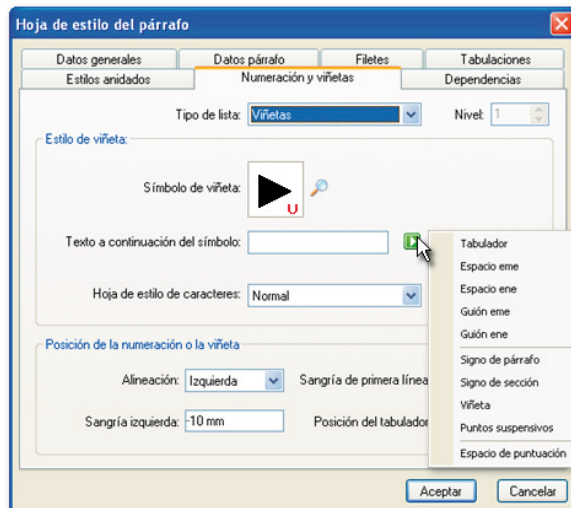 Hoja de estilo del párrafo
Datos generales Datos párrafo Filetes Tabulaciones
Estilos anidados Numeración y viñetas Dependencias
Tipo de lista: Viñetas Nivel: 1
Estilo de viñeta:
Símbolo de viñeta: U
Texto a continuación del símbolo:
Hoja de estilo de caracteres: Normal
Tabulador
Espacio eme
Espacio ene
Guión eme
Guión ene
Signo de párrafo
Signo de sección
Viñeta
Puntos suspensivos
Espacio de puntuación
Posición de la numeración o la viñeta
Alineación: Izquierda Sangría de primera línea
Sangría izquierda: -10 mm Posición del tabulador
Aceptar Cancelar